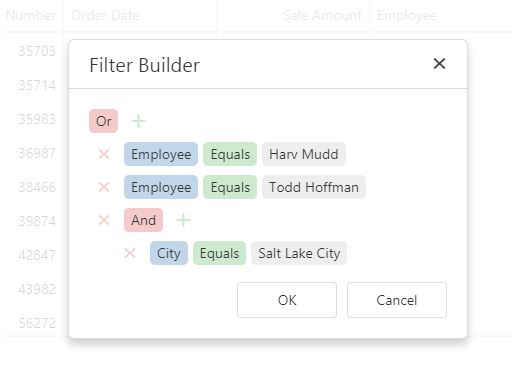 Number Order Date Sale Amount Employee
35703
Filter Builder
35714
35983
Or
36987
Employee Equals Harv Mudd
38466
Employee Equals Todd Hoffman
39874
And
42847
City Equals Salt Lake City
43982
OK Cancel
56272